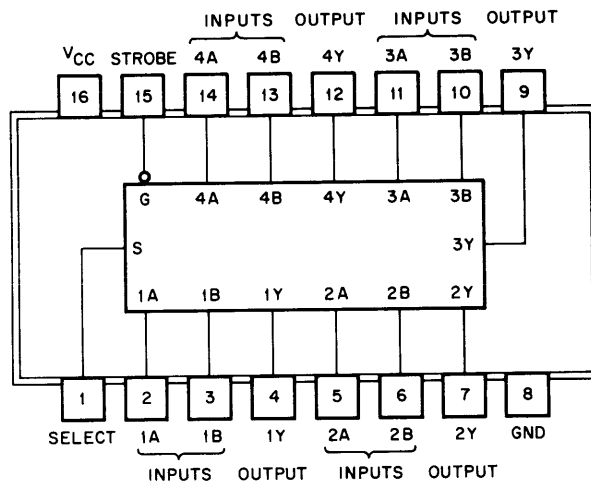 INPUTS OUTPUT INPUTS OUTPUT
VCC STROBE 4A 4B 4Y 3A 3B 3Y
16 15 14 13 12 11 10 9
G 4A 4B 4Y 3A 3B
S 3Y
1A 1B 1Y 2A 2B 2Y
1 2 3 4 5 6 7 8
SELECT 1A 1B 1Y 2A 2B 2Y GND
INPUTS OUTPUT INPUTS OUTPUT